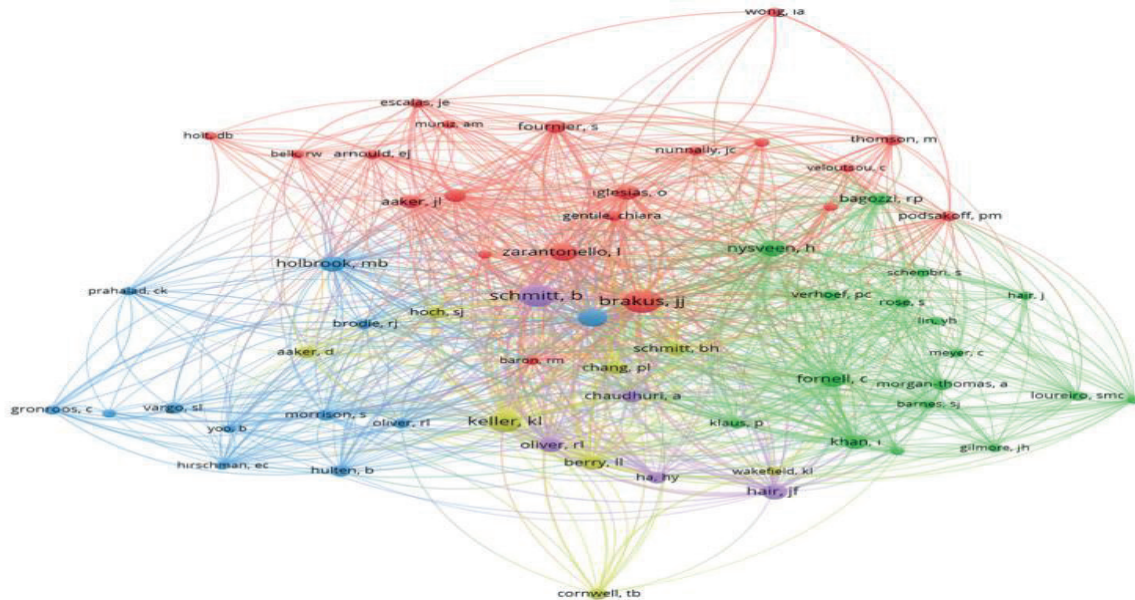 wong, ia
escalas, je
muniz, am
fournier, s
holt, db
thomson, m
belk, rw
arnould, ej
nunnally, jc
veloutsou, c
aaker, jl
iglesias, o
bagozzi, rp
gentile, chiara
podsakoff, pm
zarantonello, l
nysveen, h
holbrook, mb
schembri, s
prahalad, ck
schmitt, b
brakus, jj
verhoef, pc
rose, s
hair, j
hoch, sj
brodie, rj
lin, yh
aaker, d
schmitt, bh
meyer, c
baron, rm
chang, pl
fornell, c
morgan-thomas, a
chaudhuri, a
loureiro, smc
gronroos, c
vargo, sl
morrison, s
barnes, sj
yoo, b
oliver, rl
keller, kl
klaus, p
oliver, rl
khan, i
gilmore, jh
hirschman, ec
hulten, b
berry, ll
wakefield, kl
ha, hy
hair, jf
cornwell, tb